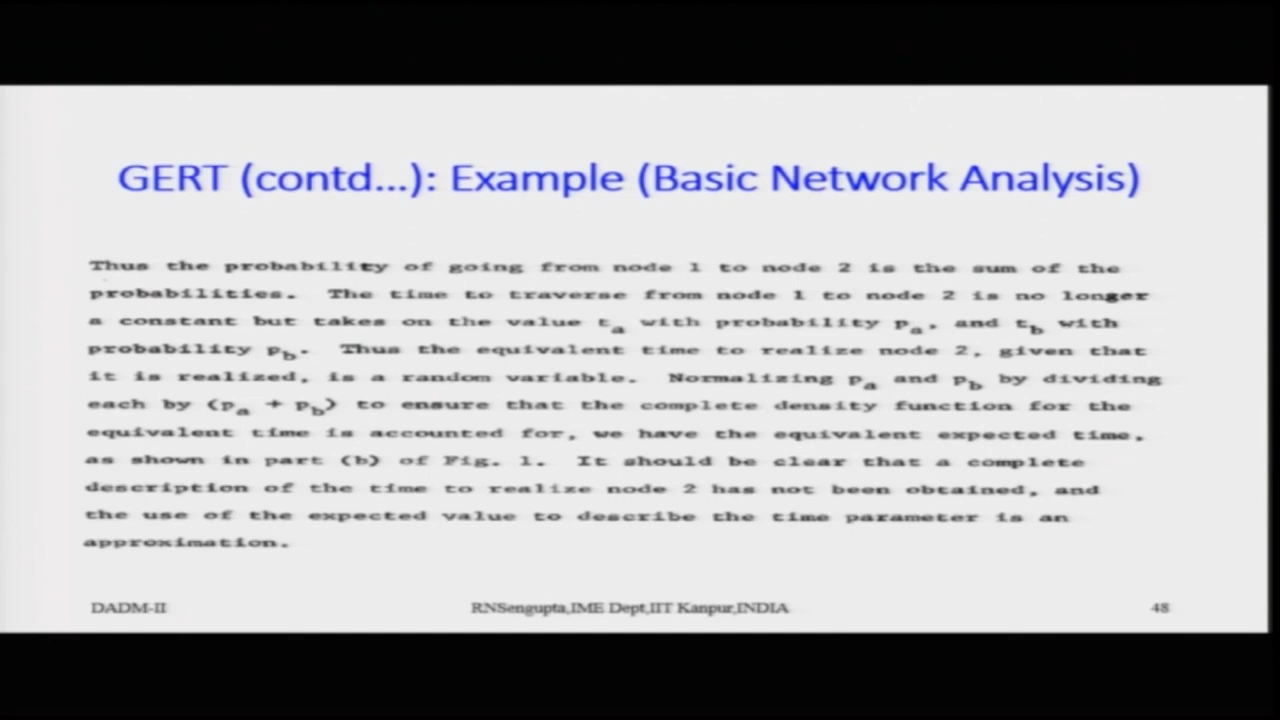 GERT (contd...): Example (Basic Network Analysis)
Thus the probability of going from node 1 to node 2 is the sum of the
probabilities. The time to traverse from node 1 to node 2 is no longer
a constant but takes on the value ta with probability pa, and tb with
probability pb. Thus the equivalent time to realize node 2, given that
it is realized, is a random variable. Normalizing pa and pb by dividing
each by (pa + pb) to ensure that the complete density function for the
equivalent time is accounted for, we have the equivalent expected time,
as shown in part (b) of Fig. 1. It should be clear that a complete
description of the time to realize node 2 has not been obtained, and
the use of the expected value to describe the time parameter is an
approximation.
DADM-II RNSengupta,IME Dept,IIT Kanpur,INDIA 48